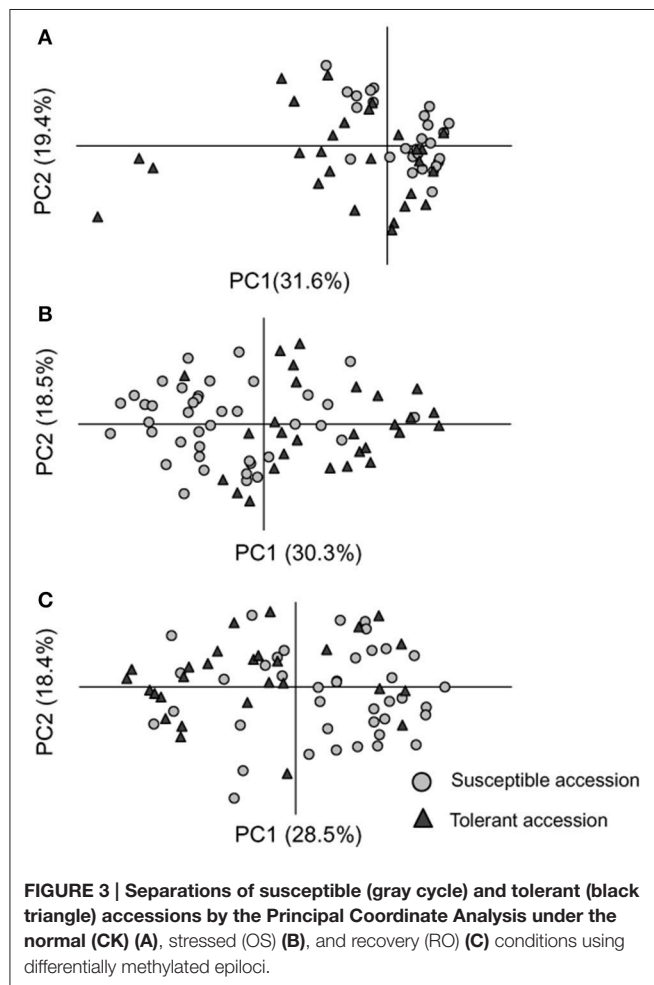 A
PC2 (19.4%)
PC1(31.6%)
B
PC2 (18.5%)
PC1 (30.3%)
C
PC2 (18.4%)
Susceptible accession
Tolerant accession
PC1 (28.5%)
FIGURE 3 | Separations of susceptible (gray cycle) and tolerant (black
triangle) accessions by the Principal Coordinate Analysis under the
normal (CK) (A), stressed (OS) (B), and recovery (RO) (C) conditions using
differentially methylated epiloci.